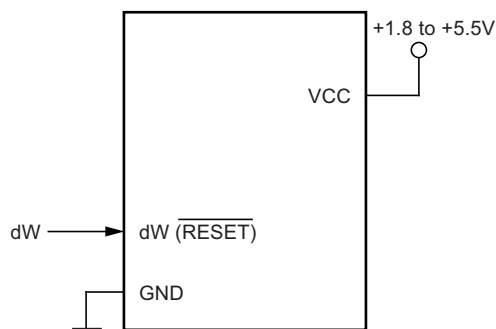 +1.8 to +5.5V
VCC
dW
dW (RESET)
GND